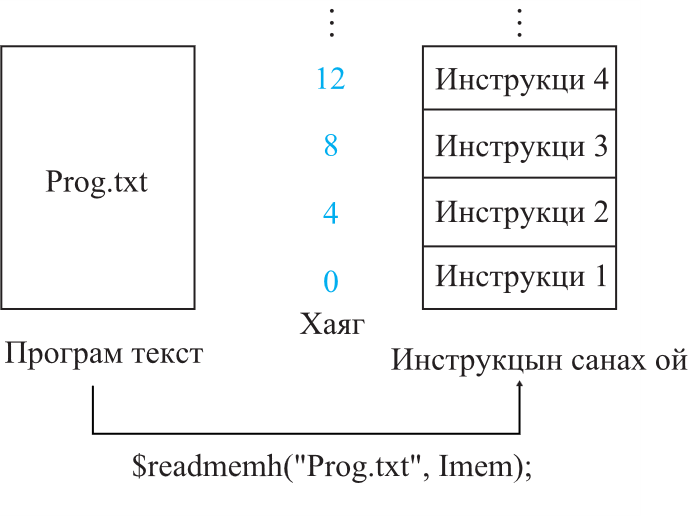 ⋮ ⋮
12 Инструкци 4
8 Инструкци 3
Prog.txt
4 Инструкци 2
0 Инструкци 1
Хаяг
Програм текст
Инструкцын санах ой
$readmemh("Prog.txt", Imem);